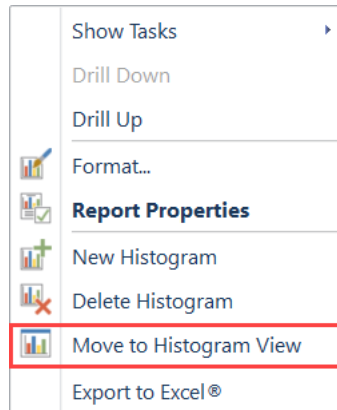 Show Tasks
Drill Down
Drill Up
Format...
Report Properties
New Histogram
Delete Histogram
Move to Histogram View
Export to Excel®